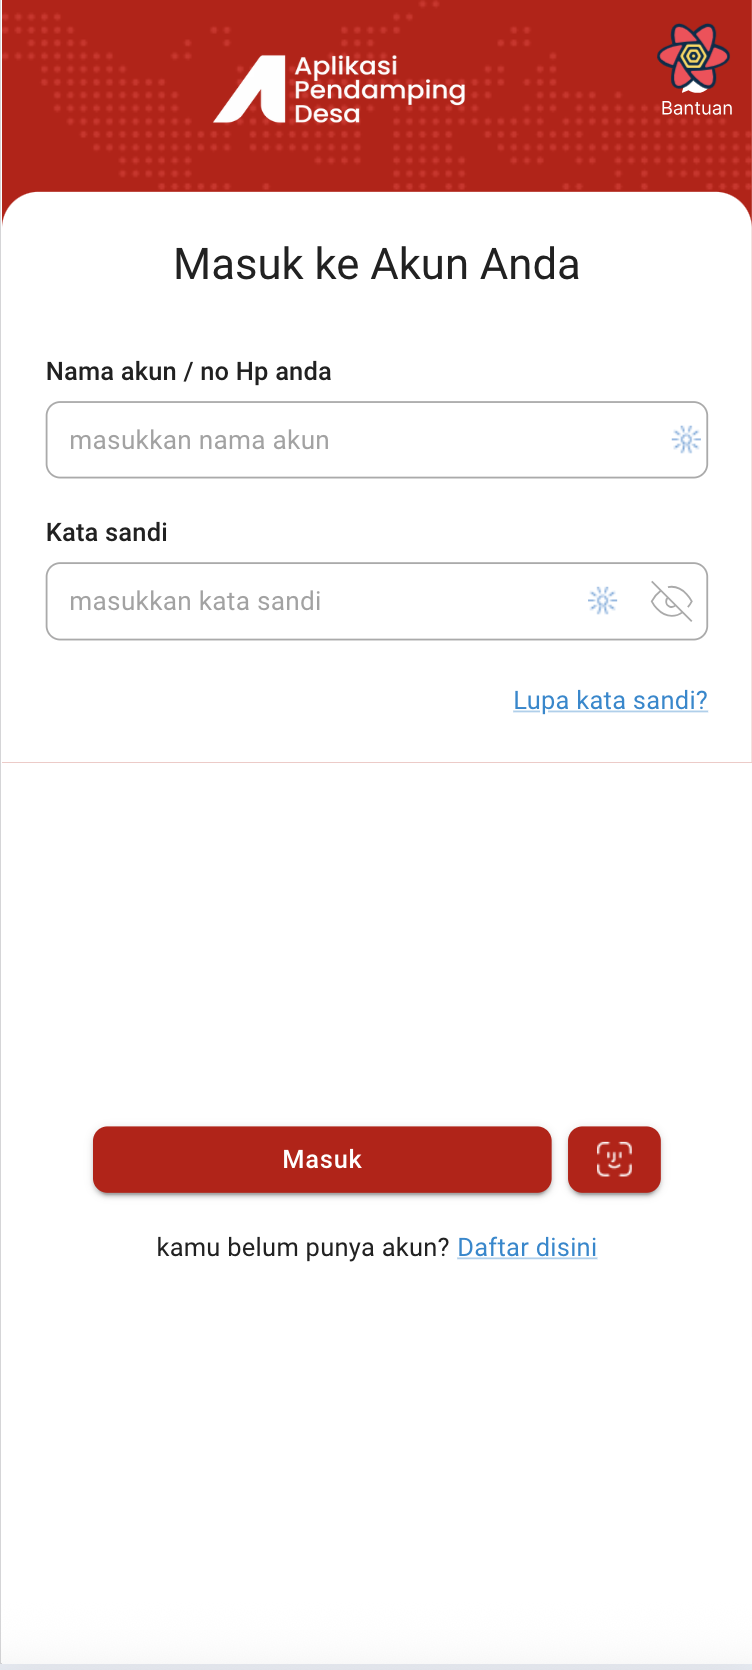 Aplikasi
Pendamping
Desa
Bantuan
Masuk ke Akun Anda
Nama akun / no Hp anda
masukkan nama akun
Kata sandi
masukkan kata sandi
Lupa kata sandi?
Masuk
kamu belum punya akun? Daftar disini